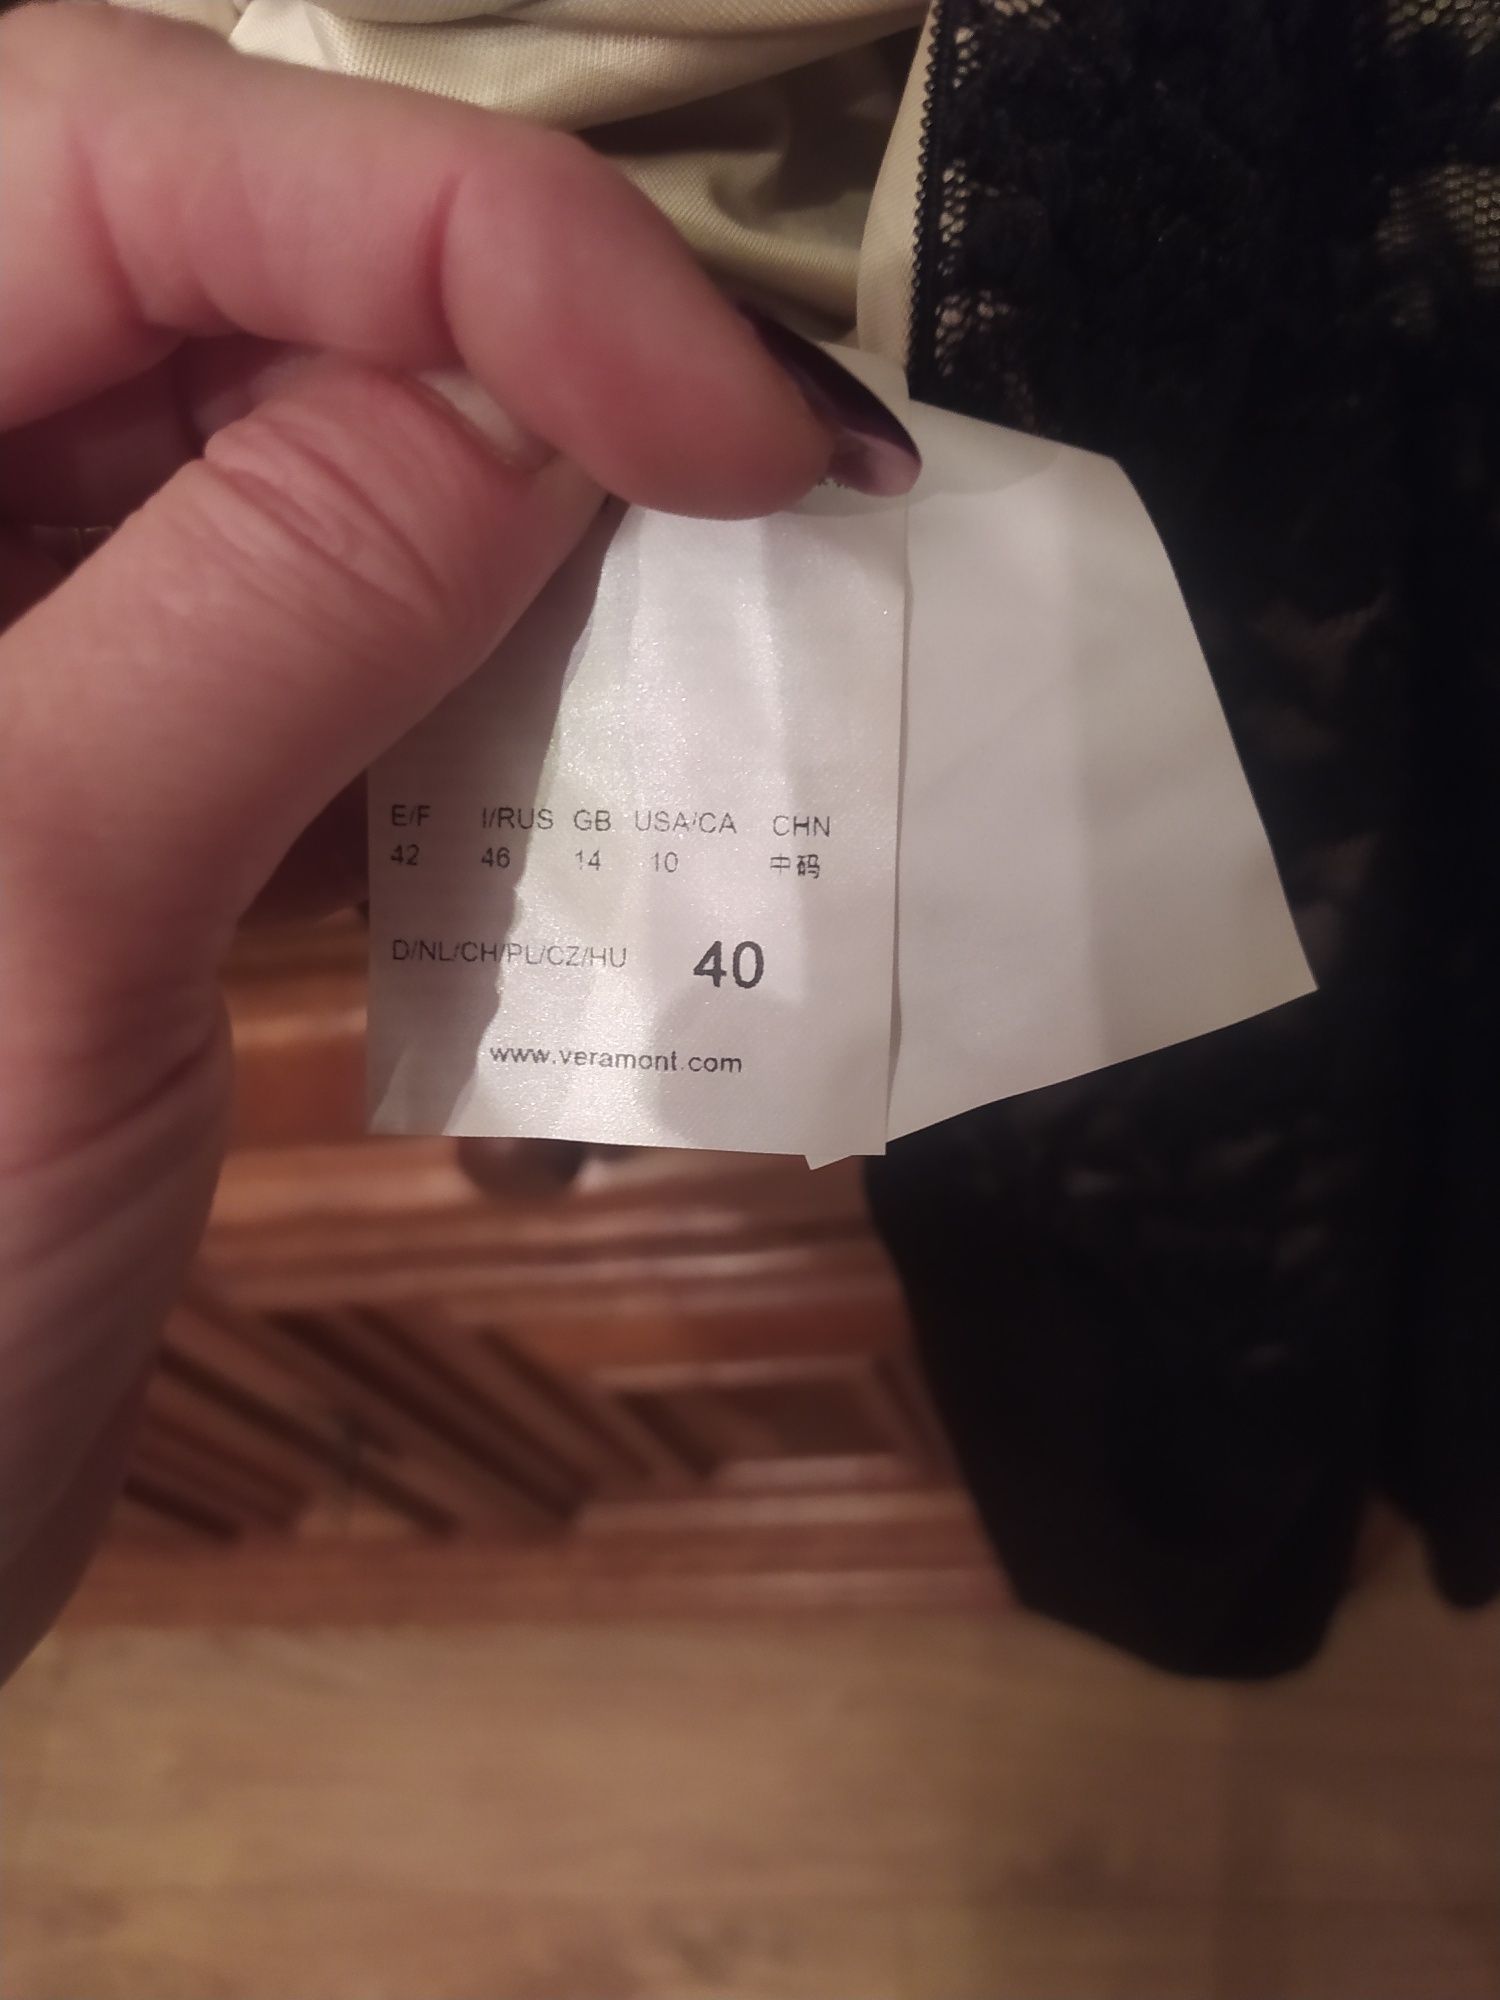 E/F I/RUS GB USA/CA CHN
42 46 14 10 中码
D/NL/CH/PL/CZ/HU 40
www.veramont.com